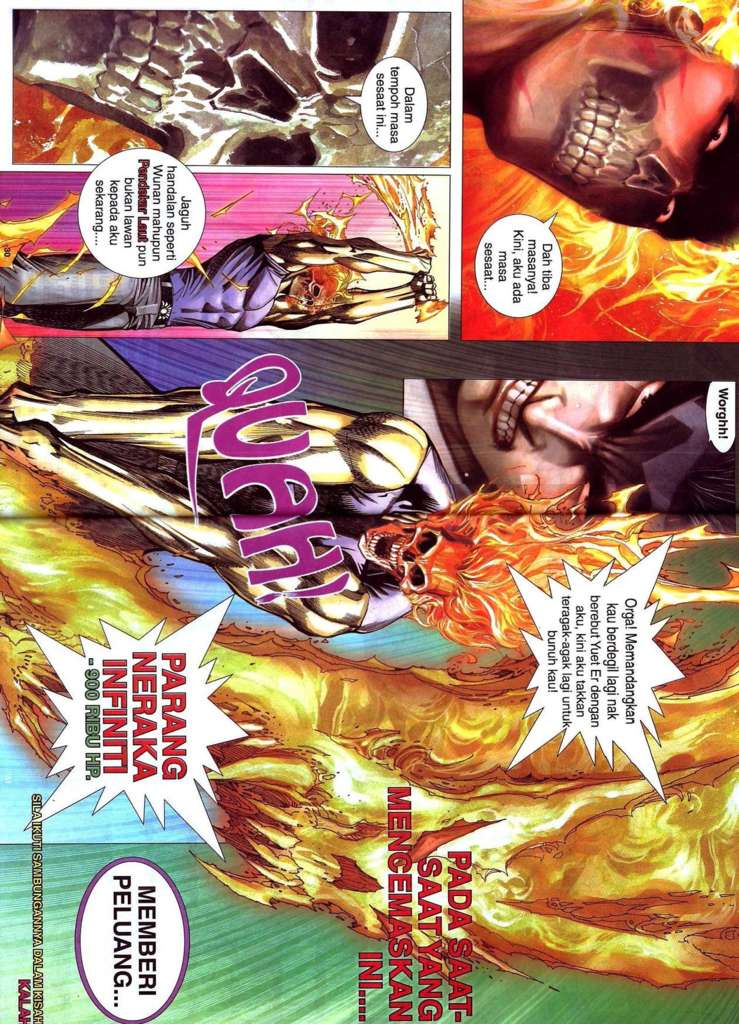 Dah tiba
masanya!
Kini, aku ada
masa
sesaat...
Dalam
tempoh masa
sesaat ini...
Jaguh
handalan seperti
Wunan mahupun
Pendekar Laut pun
bukan lawan
kepada aku
sekarang....
30
Worghh!
Orga! Memandangkan
kau berdegil lagi nak
berebut Yuet Er dengan
aku, kini aku takkan
teragak-agak lagi untuk
bunuh kau!
QUAH!
PARANG
NERAKA
INFINITI
- 900 RIBU HP.
PADA SAAT-
SAAT YANG
MENCEMASKAN
INI....
MEMBERI
PELUANG...
SILA IKUTI SAMBUNGANNYA DALAM KISAH